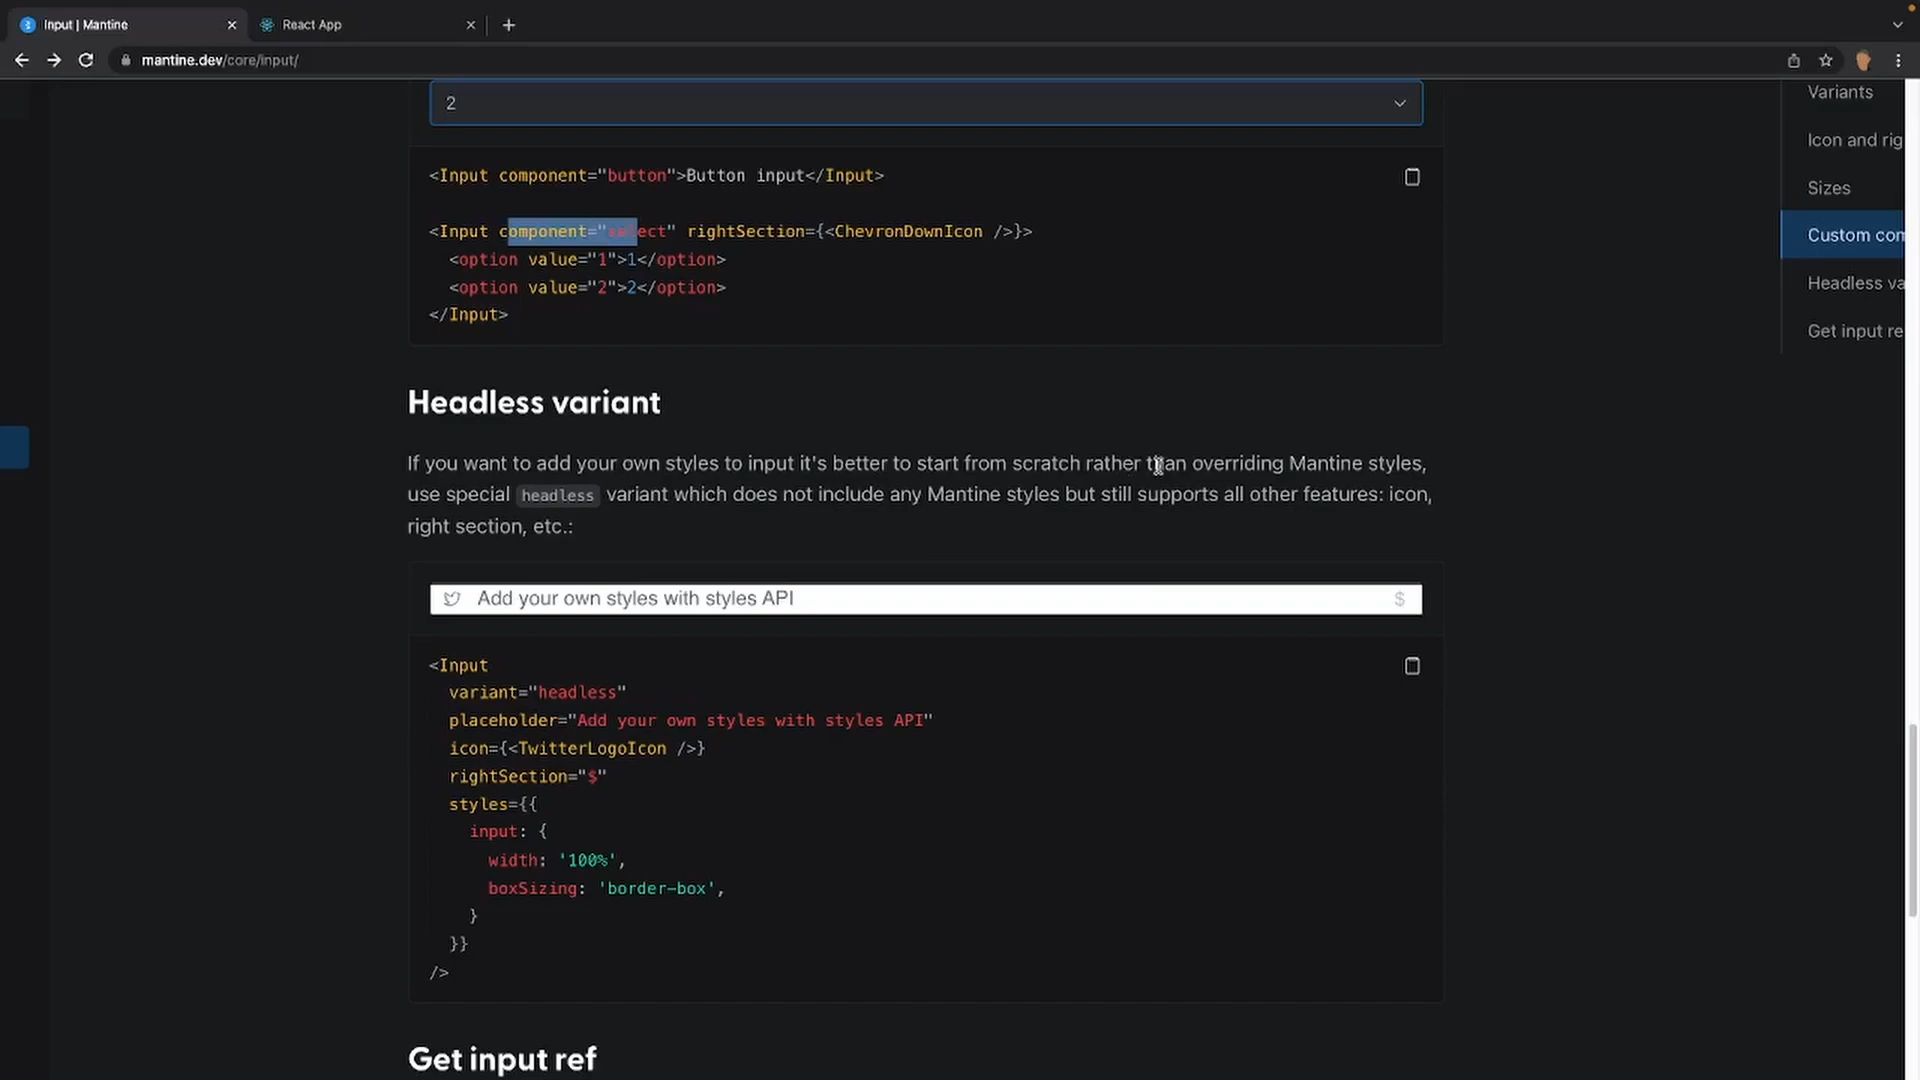 Input | Mantine
React App
mantine.dev/core/input/
2
<Input component="button">Button input</Input>
<Input component="select" rightSection={<ChevronDownIcon />}>
<option value="1">1</option>
<option value="2">2</option>
</Input>
Headless variant
If you want to add your own styles to input it's better to start from scratch rather than overriding Mantine styles,
use special headless variant which does not include any Mantine styles but still supports all other features: icon,
right section, etc.:
Add your own styles with styles API
$
<Input
variant="headless"
placeholder="Add your own styles with styles API"
icon={<TwitterLogoIcon />}
rightSection="$"
styles={{
input: {
width: '100%',
boxSizing: 'border-box',
}
}}
/>
Get input ref
Variants
Icon and rig
Sizes
Custom com
Headless va
Get input re